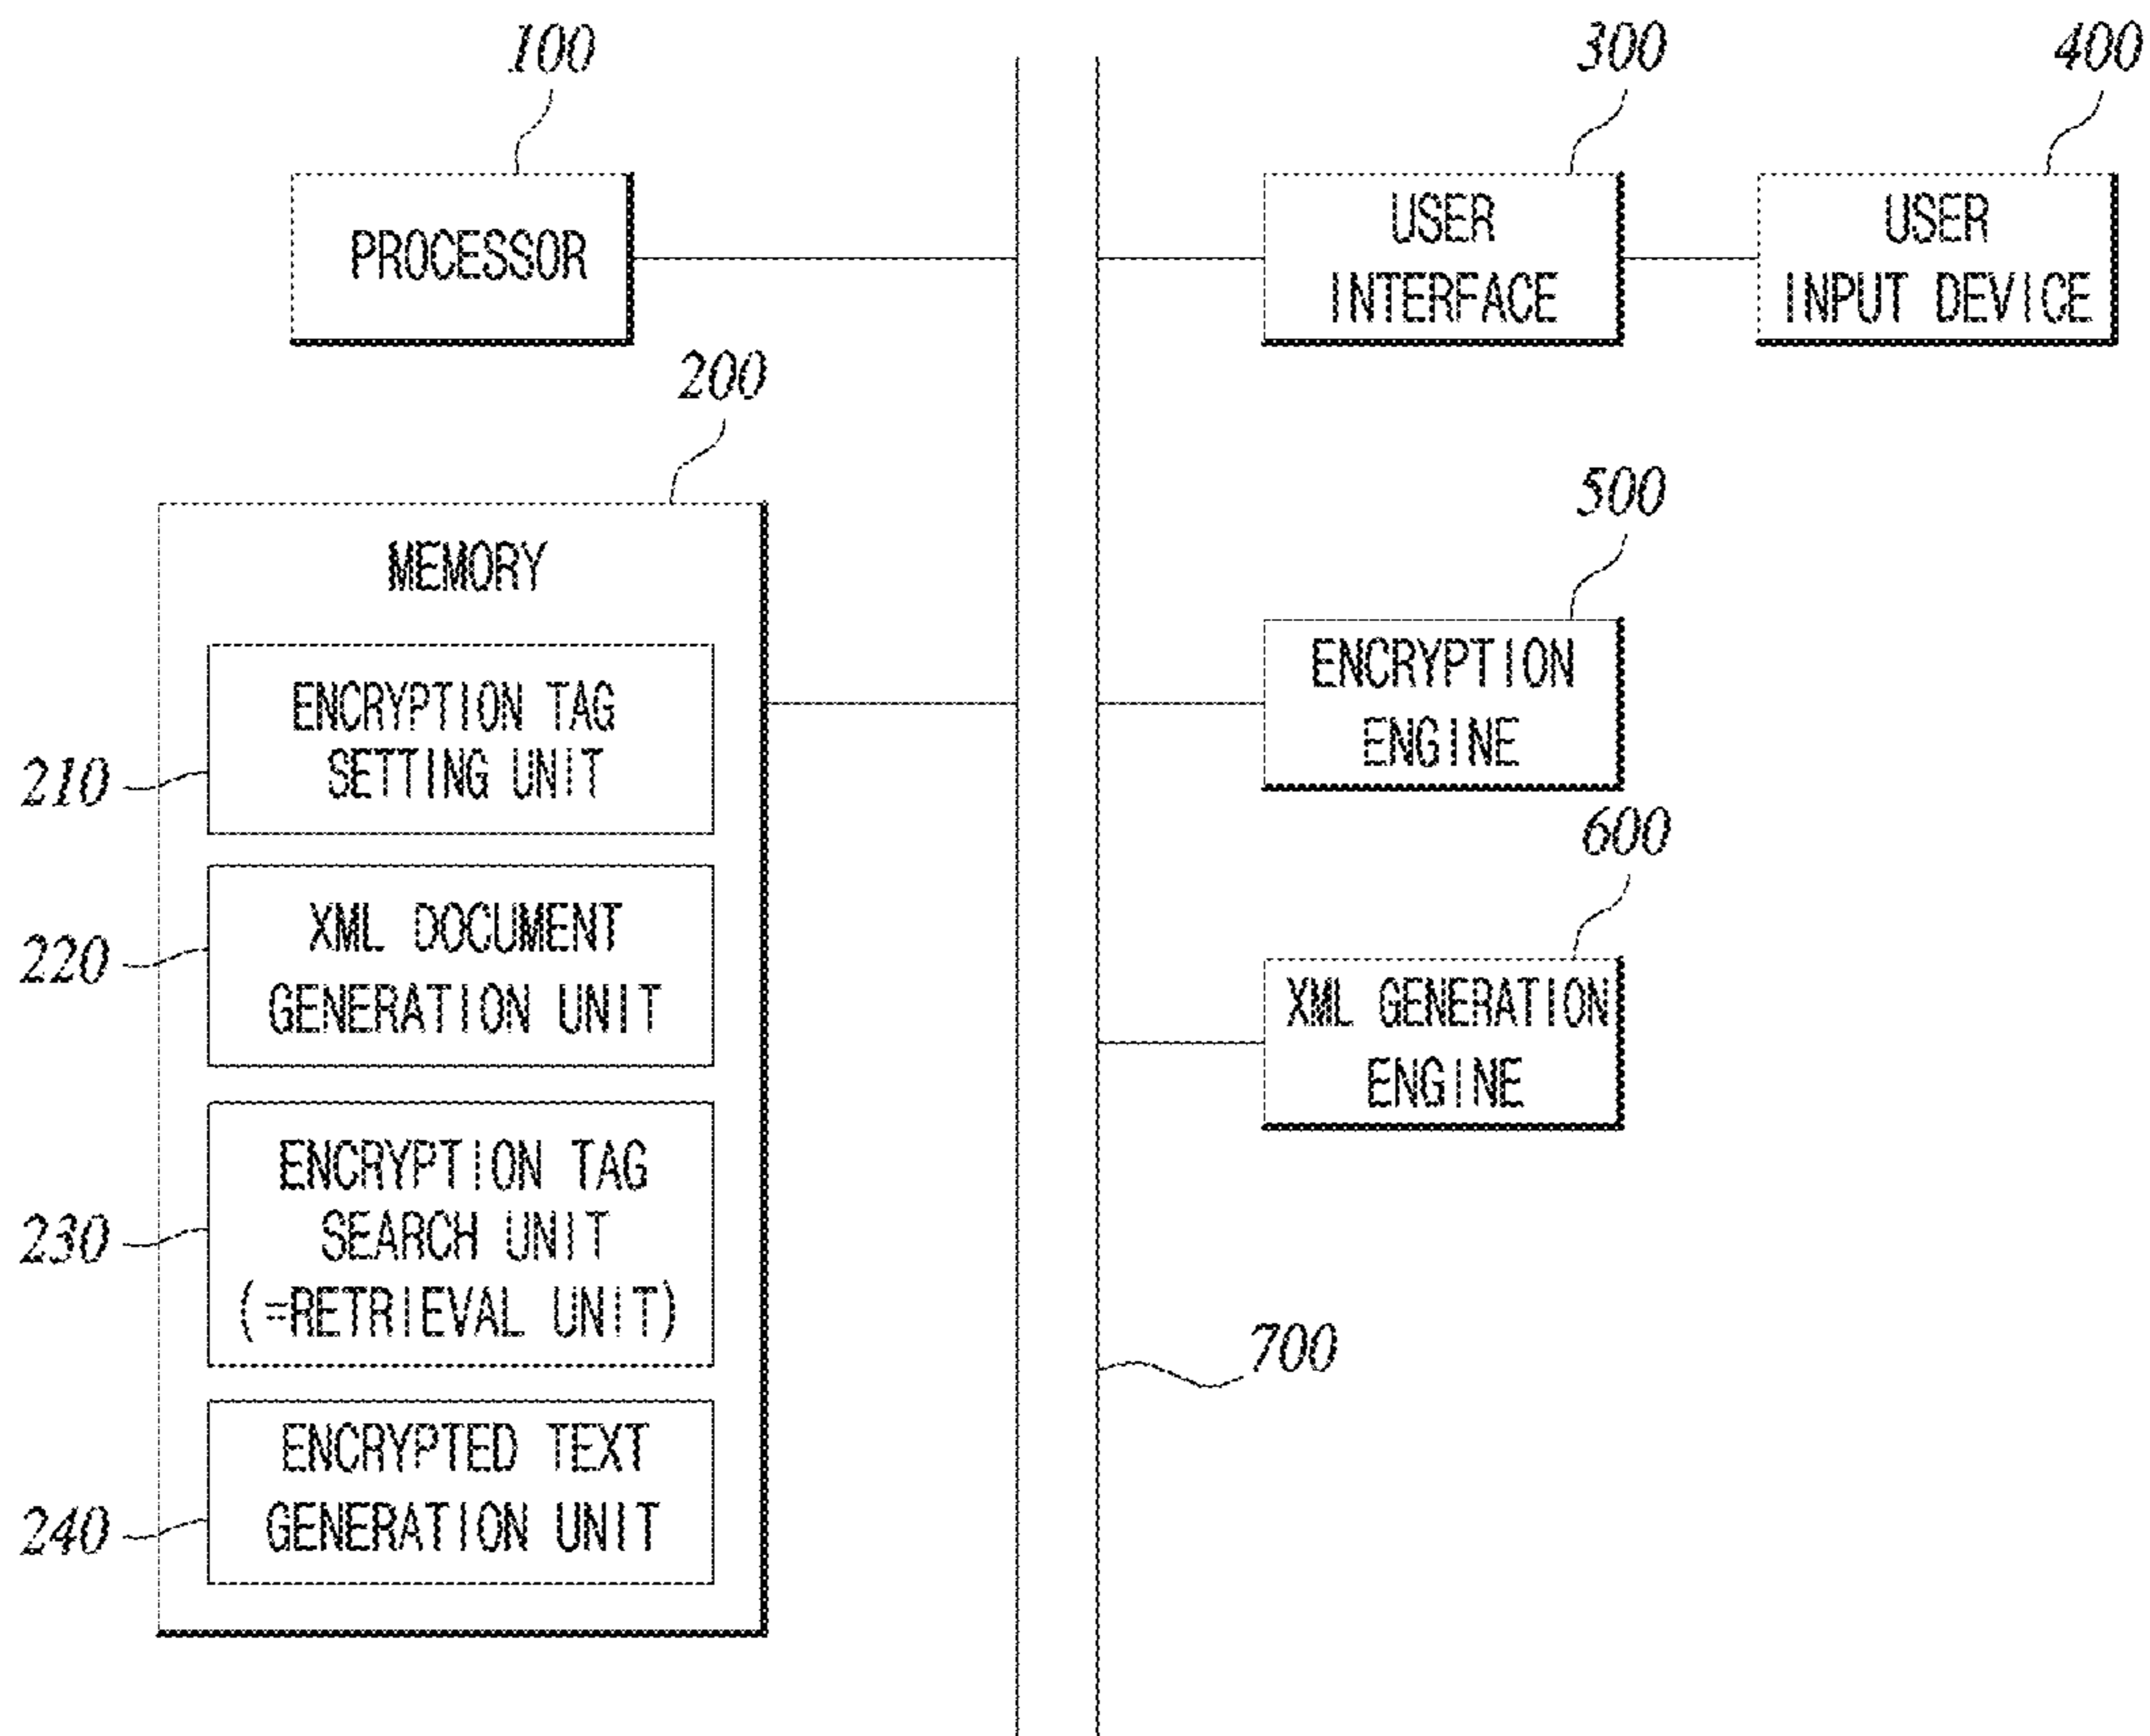 100
PROCESSOR
200
MEMORY
210
ENCRYPTION TAG
SETTING UNIT
220
XML DOCUMENT
GENERATION UNIT
230
ENCRYPTION TAG
SEARCH UNIT
(=RETRIEVAL UNIT)
240
ENCRYPTED TEXT
GENERATION UNIT
300
USER
INTERFACE
400
USER
INPUT DEVICE
500
ENCRYPTION
ENGINE
600
XML GENERATION
ENGINE
700